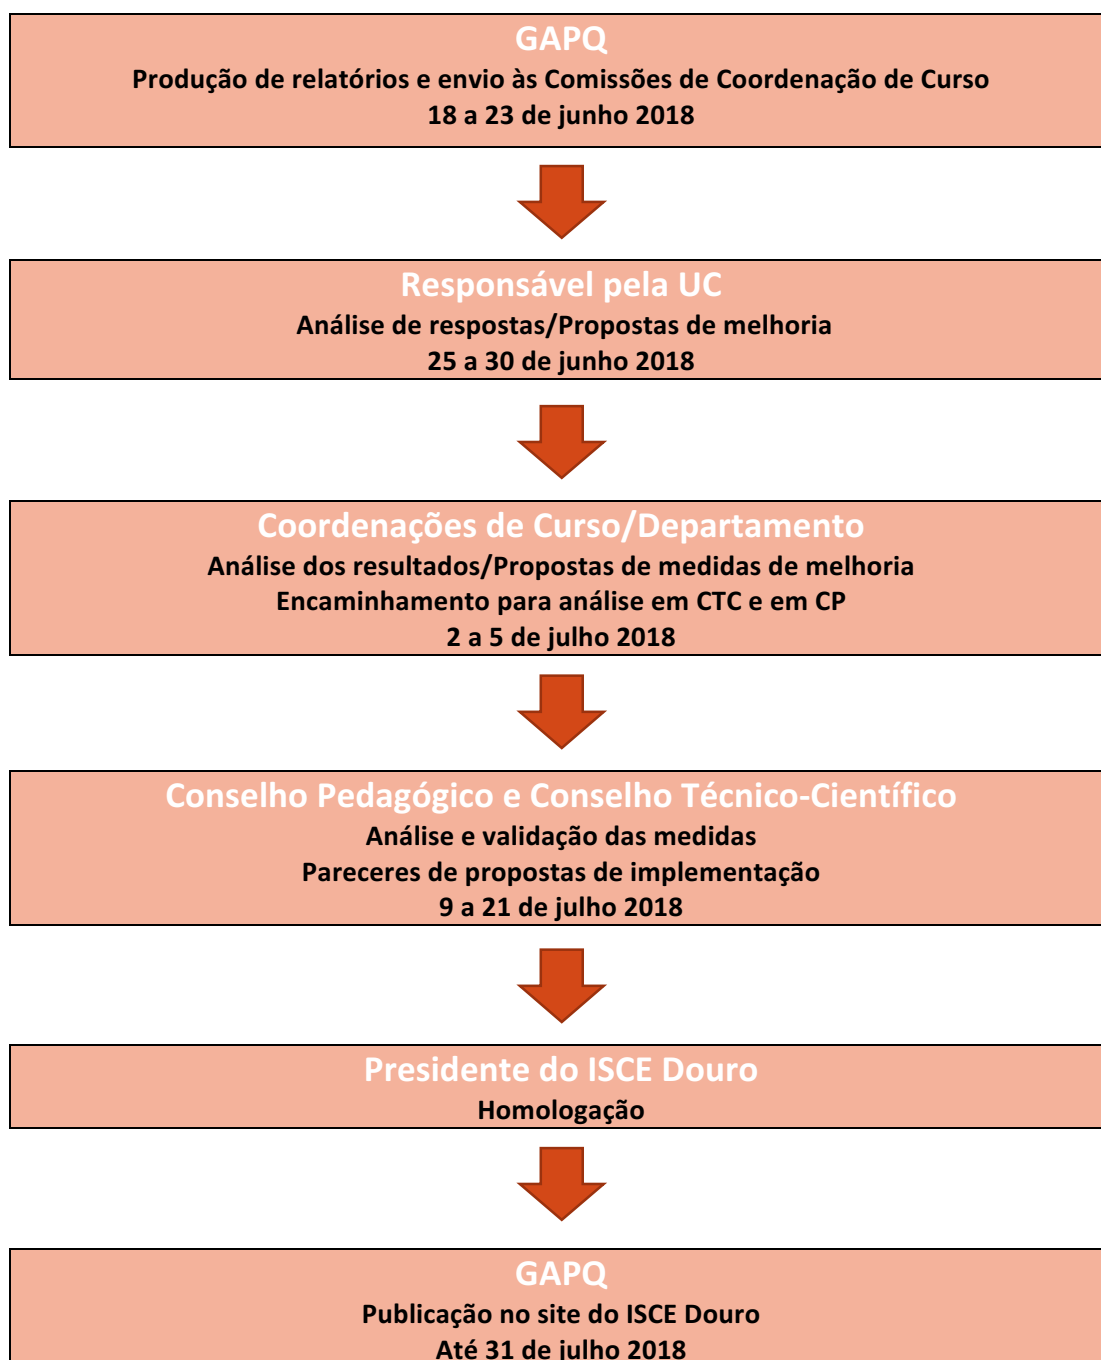 GAPQ
Produção de relatórios e envio às Comissões de Coordenação de Curso
18 a 23 de junho 2018
Responsável pela UC
Análise de respostas/Propostas de melhoria
25 a 30 de junho 2018
Coordenações de Curso/Departamento
Análise dos resultados/Propostas de medidas de melhoria
Encaminhamento para análise em CTC e em CP
2 a 5 de julho 2018
Conselho Pedagógico e Conselho Técnico-Científico
Análise e validação das medidas
Pareceres de propostas de implementação
9 a 21 de julho 2018
Presidente do ISCE Douro
Homologação
GAPQ
Publicação no site do ISCE Douro
Até 31 de julho 2018